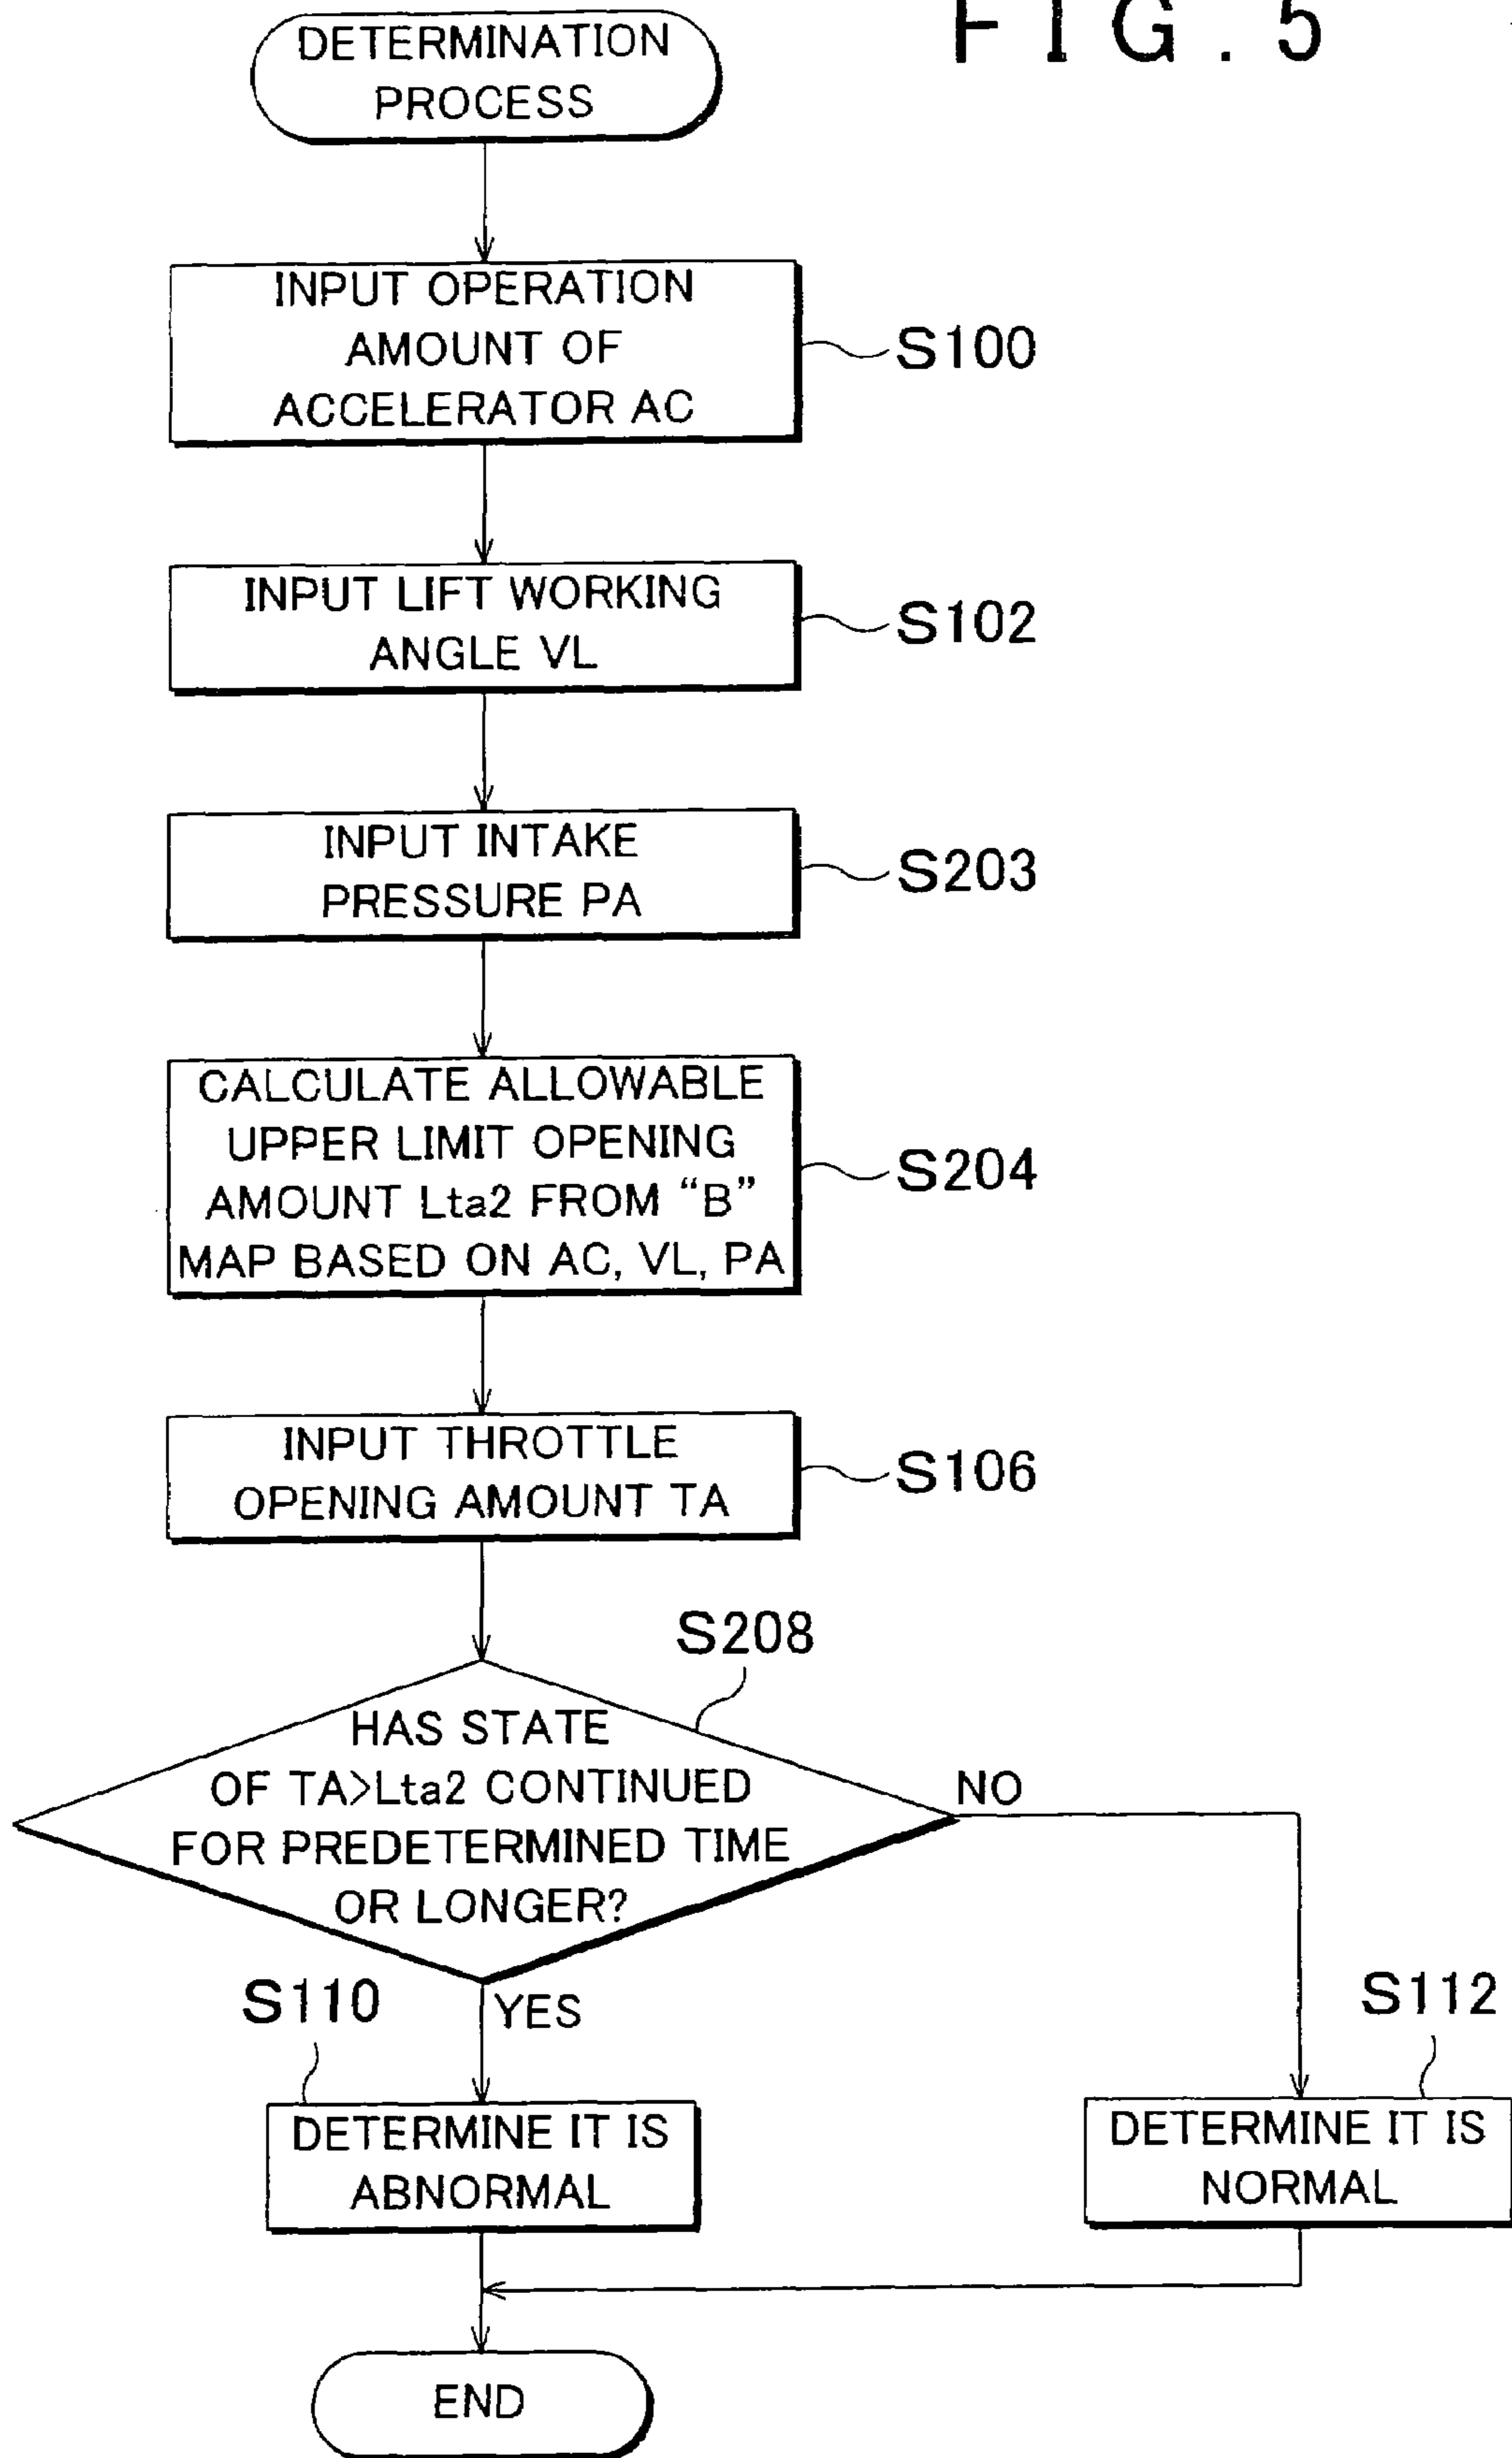 FIG.5
DETERMINATION
PROCESS
INPUT OPERATION
AMOUNT OF
ACCELERATOR AC
S100
INPUT LIFT WORKING
ANGLE VL
S102
INPUT INTAKE
PRESSURE PA
S203
CALCULATE ALLOWABLE
UPPER LIMIT OPENING
AMOUNT Lta2 FROM “B”
MAP BASED ON AC, VL, PA
S204
INPUT THROTTLE
OPENING AMOUNT TA
S106
S208
HAS STATE
OF TA>Lta2 CONTINUED
FOR PREDETERMINED TIME
OR LONGER?
NO
YES
S110
DETERMINE IT IS
ABNORMAL
S112
DETERMINE IT IS
NORMAL
END